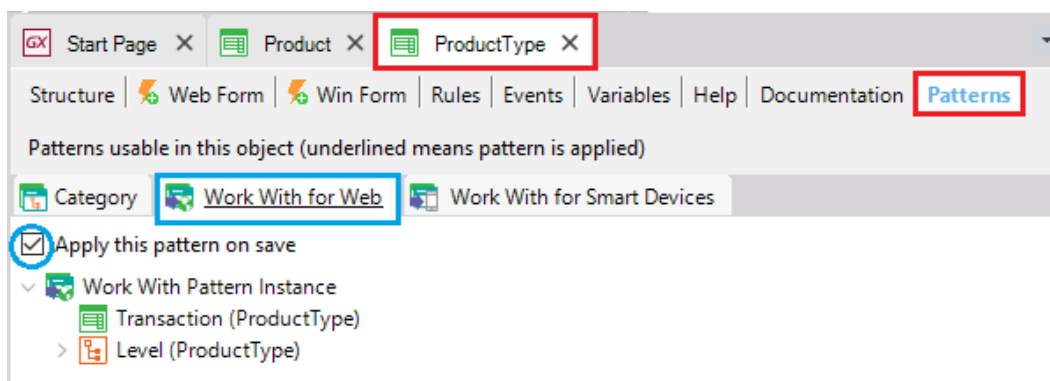 GX Start Page Product ProductType
Structure Web Form Win Form Rules Events Variables Help Documentation Patterns
Patterns usable in this object (underlined means pattern is applied)
Category Work With for Web Work With for Smart Devices
Apply this pattern on save
Work With Pattern Instance
Transaction (ProductType)
Level (ProductType)